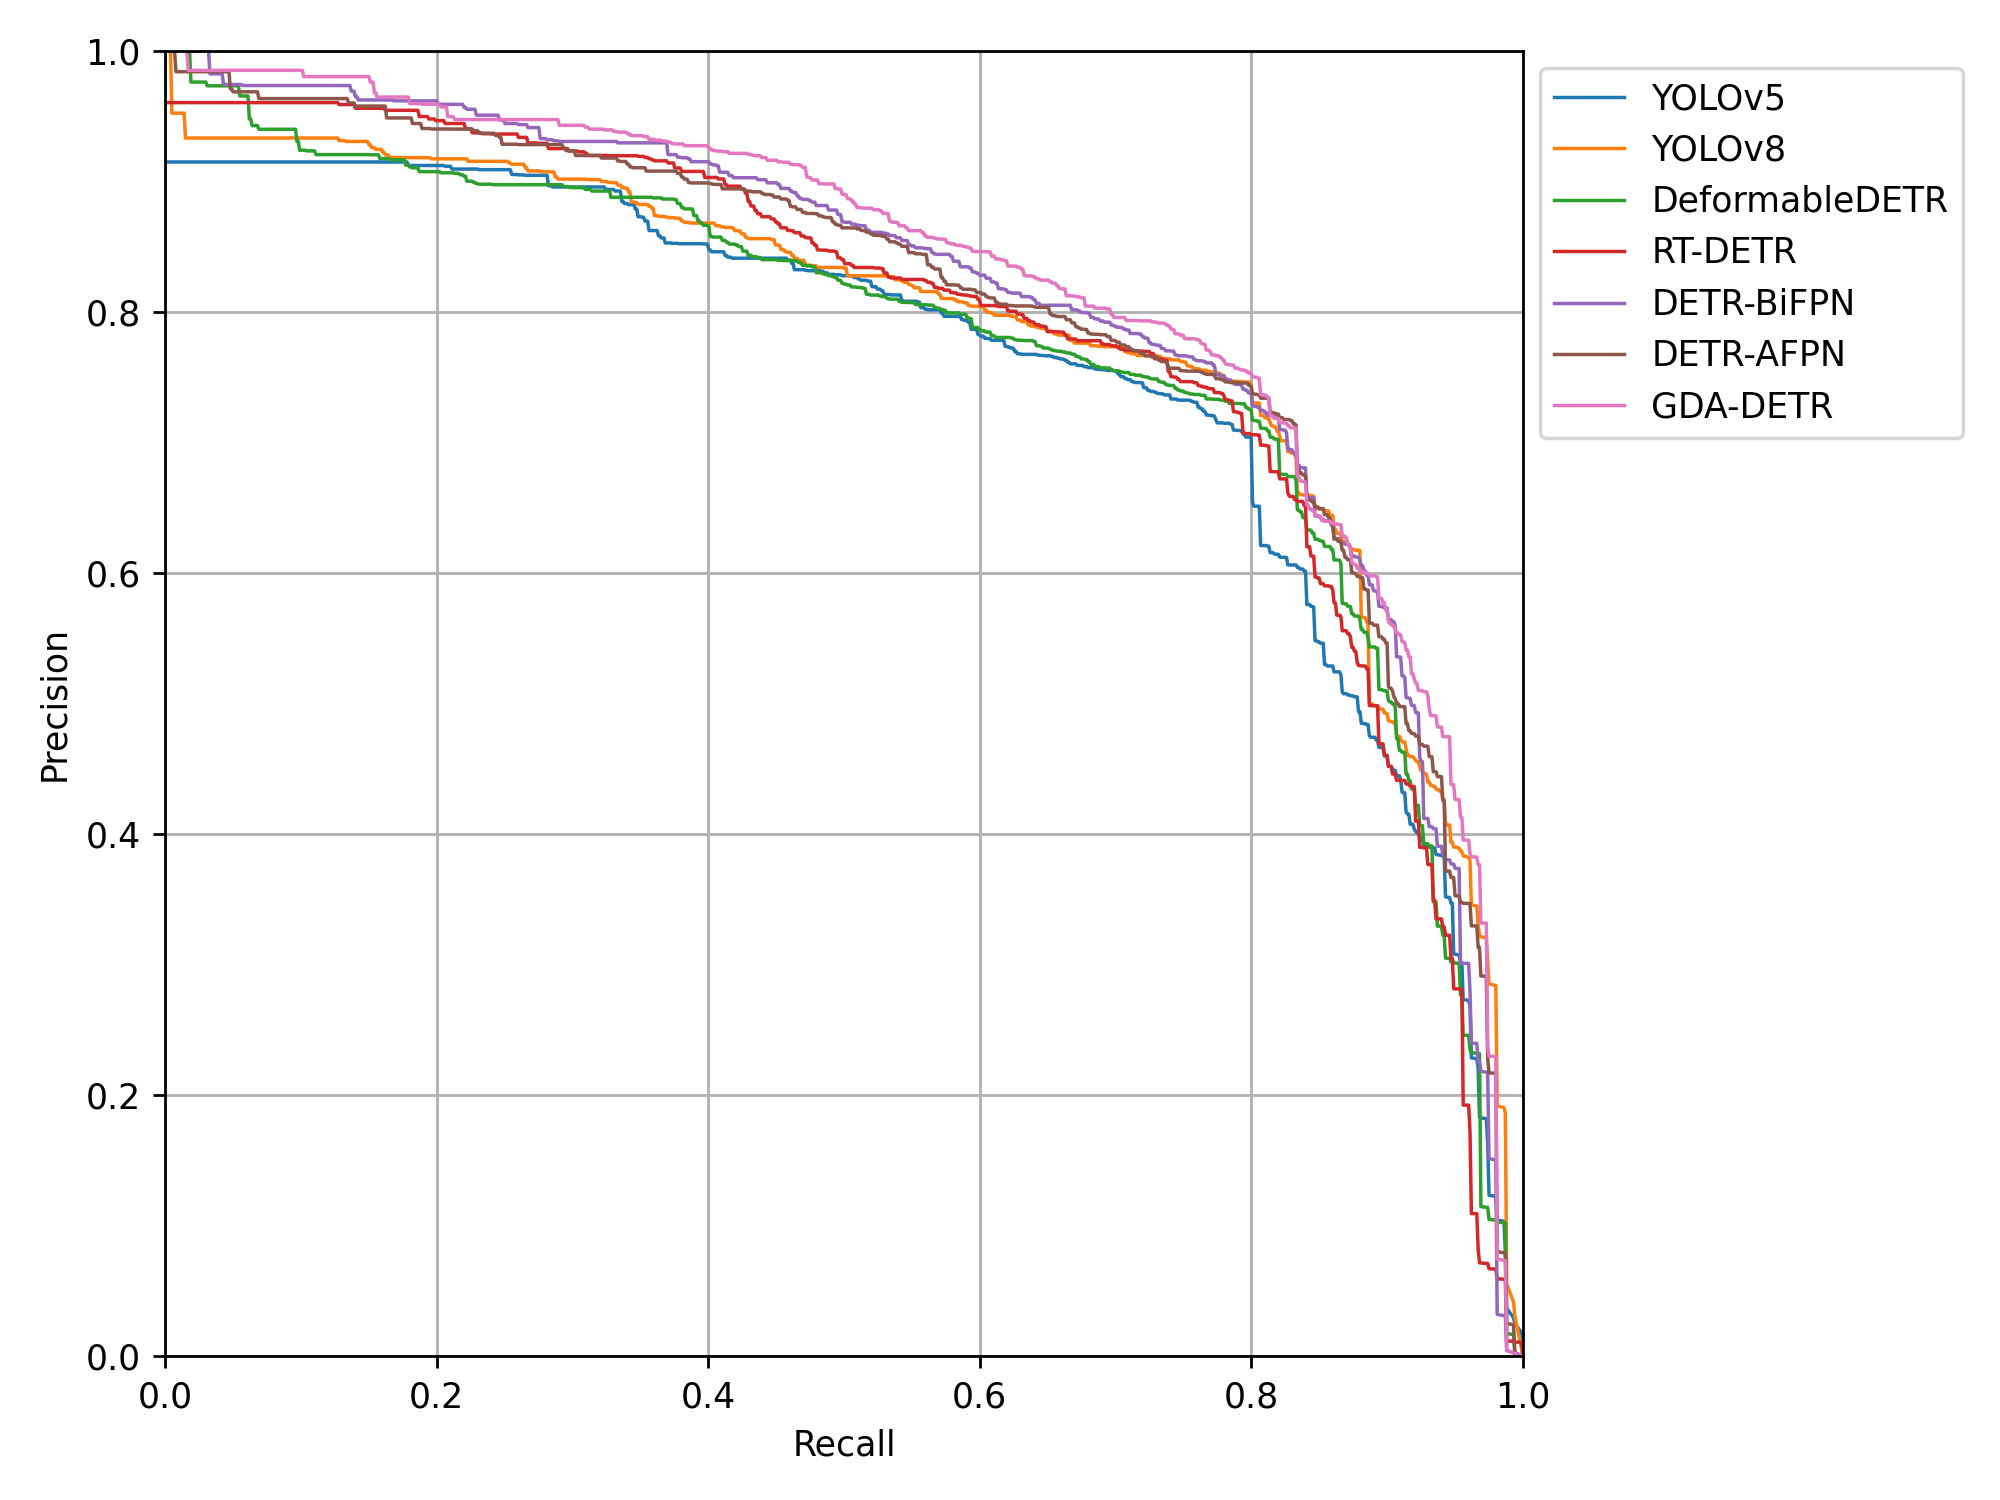 1.0
0.8
0.6
0.4
0.2
0.0
Precision
0.0 0.2 0.4 0.6 0.8 1.0
Recall
YOLOv5
YOLOv8
DeformableDETR
RT-DETR
DETR-BiFPN
DETR-AFPN
GDA-DETR